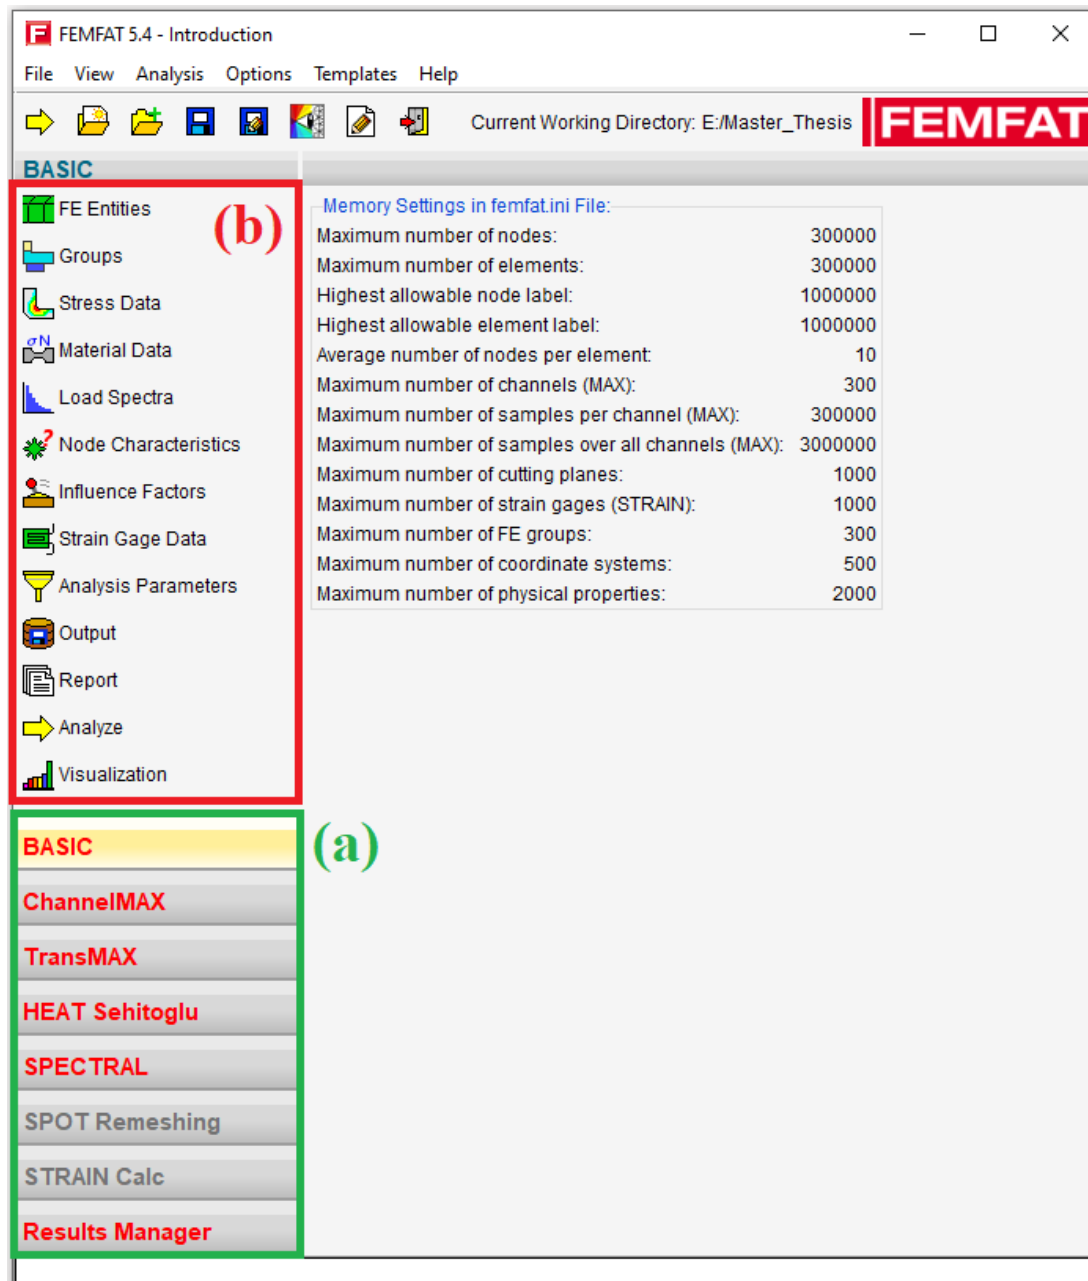 FEMFAT 5.4 - Introduction
File View Analysis Options Templates Help
Current Working Directory: E:/Master_Thesis
FEMFAT
BASIC
FE Entities
(b)
Groups
Stress Data
σN
Material Data
Load Spectra
?
Node Characteristics
Influence Factors
Strain Gage Data
Analysis Parameters
Output
Report
Analyze
Visualization
Memory Settings in femfat.ini File:
Maximum number of nodes: 300000
Maximum number of elements: 300000
Highest allowable node label: 1000000
Highest allowable element label: 1000000
Average number of nodes per element: 10
Maximum number of channels (MAX): 300
Maximum number of samples per channel (MAX): 300000
Maximum number of samples over all channels (MAX): 3000000
Maximum number of cutting planes: 1000
Maximum number of strain gages (STRAIN): 1000
Maximum number of FE groups: 300
Maximum number of coordinate systems: 500
Maximum number of physical properties: 2000
BASIC
(a)
ChannelMAX
TransMAX
HEAT Sehitoglu
SPECTRAL
SPOT Remeshing
STRAIN Calc
Results Manager